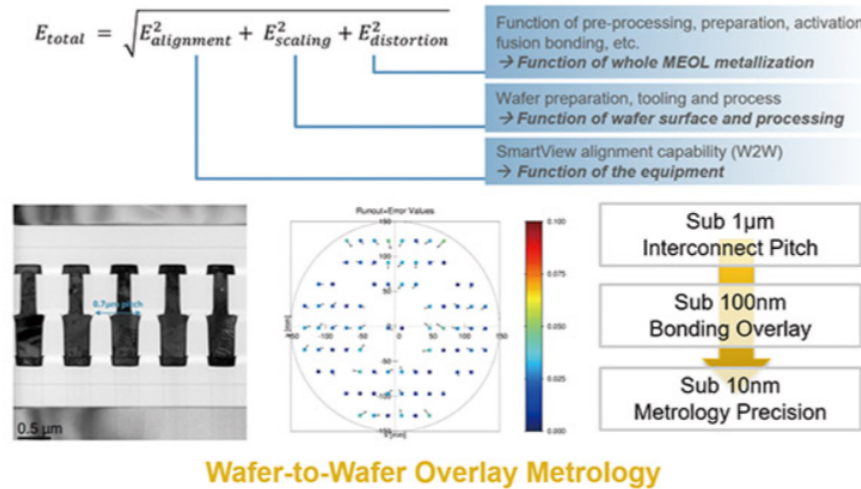 E_total = √(E²_alignment + E²_scaling + E²_distortion)
Function of pre-processing, preparation, activation
fusion bonding, etc.
→ Function of whole MEOL metallization
Wafer preparation, tooling and process
→ Function of wafer surface and processing
SmartView alignment capability (W2W)
→ Function of the equipment
0.7µm pitch
0.5 µm
Runout=Error Values
150
100
50
0
-50
-100
-150
-100
-50
0
50
100
150
x [mm]
0.100
0.075
0.050
0.025
0.000
Sub 1µm
Interconnect Pitch
Sub 100nm
Bonding Overlay
Sub 10nm
Metrology Precision
Wafer-to-Wafer Overlay Metrology